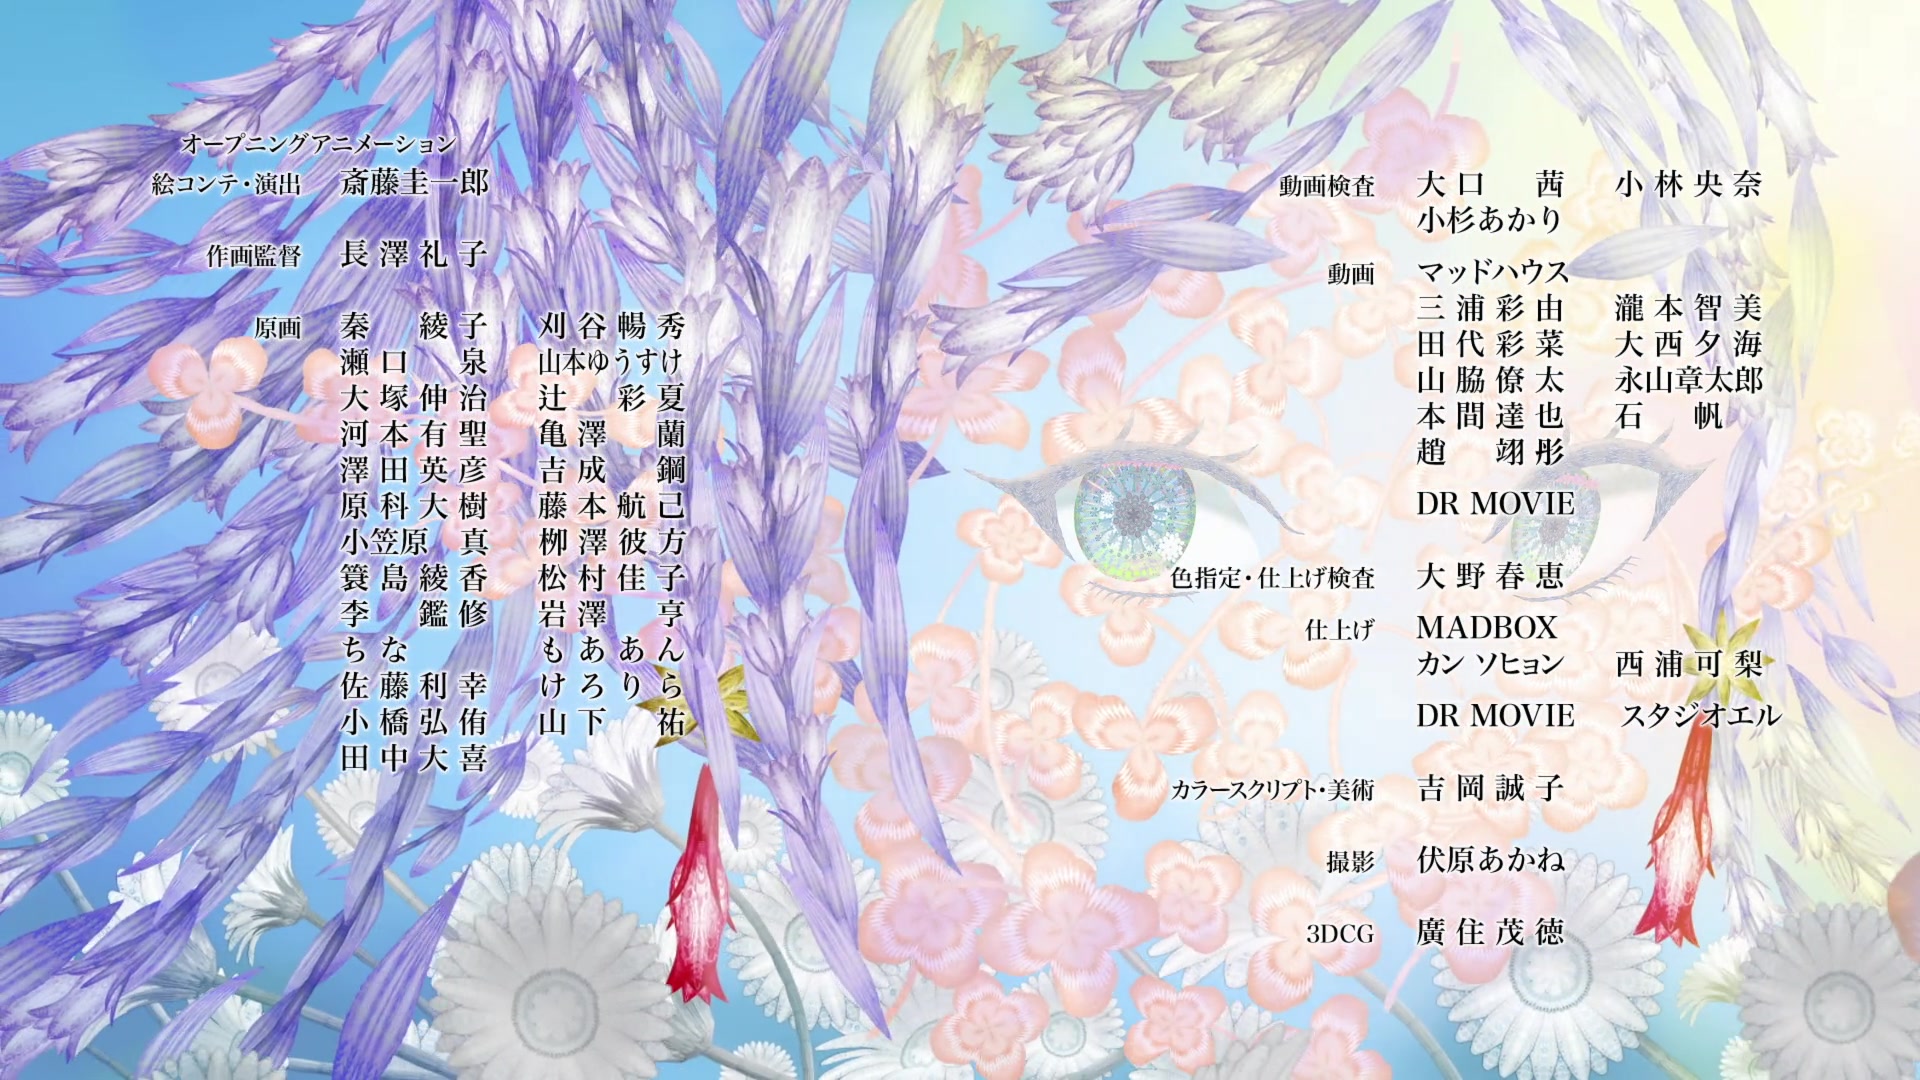 オープニングアニメーション
絵コンテ・演出 斎藤圭一郎
作画監督 長澤礼子
原画 秦 綾子 刈谷暢秀
瀬口 泉 山本ゆうすけ
大塚伸治 辻 彩夏
河本有聖 亀澤 蘭
澤田英彦 吉成 鋼
原科大樹 藤本航己
小笠原 真 栁澤彼方
簑島綾香 松村佳子
李 鑑修 岩澤 亨
ちな もああん
佐藤利幸 けろりら
小橋弘侑 山下 祐
田中大喜
動画検査 大口 茜 小林央奈
小杉あかり
動画 マッドハウス
三浦彩由 瀧本智美
田代彩菜 大西夕海
山脇僚太 永山章太郎
本間達也 石 帆
趙 翊彤
DR MOVIE
色指定・仕上げ検査 大野春恵
仕上げ MADBOX
カン ソヒョン 西浦可梨
DR MOVIE スタジオエル
カラースクリプト・美術 吉岡誠子
撮影 伏原あかね
3DCG 廣住茂徳